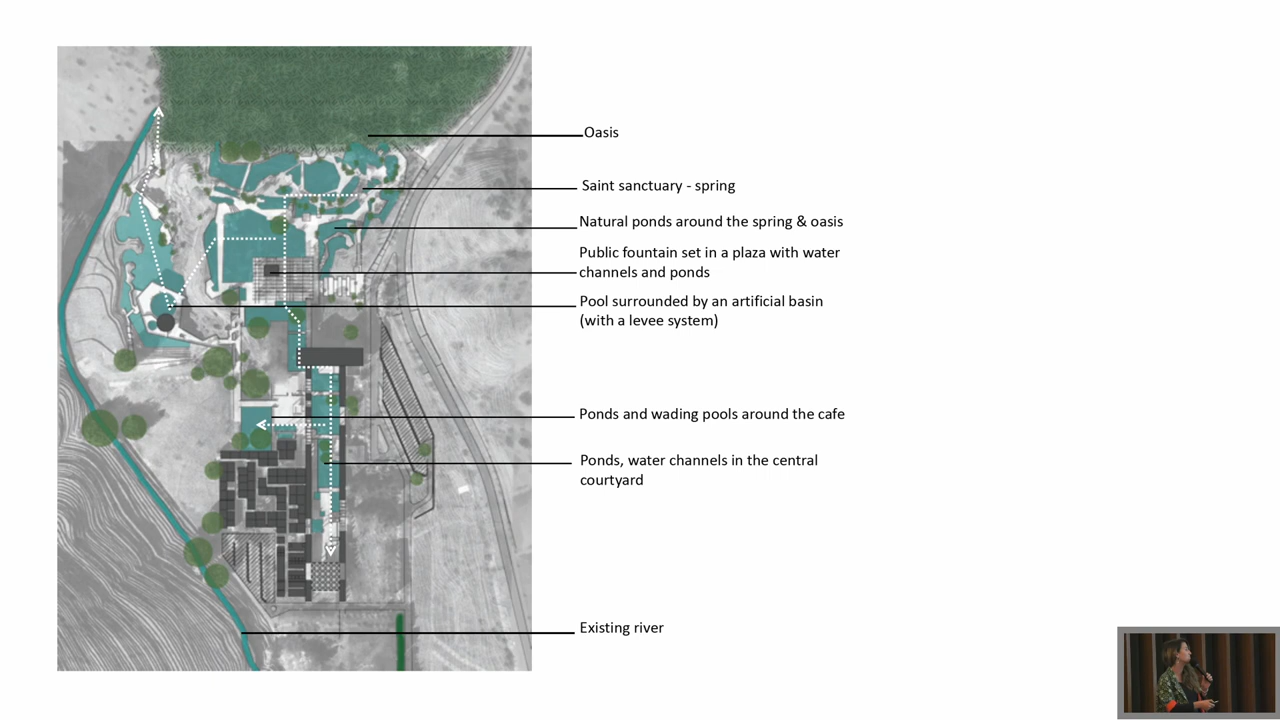 Oasis
Saint sanctuary - spring
Natural ponds around the spring & oasis
Public fountain set in a plaza with water
channels and ponds
Pool surrounded by an artificial basin
(with a levee system)
Ponds and wading pools around the cafe
Ponds, water channels in the central
courtyard
Existing river